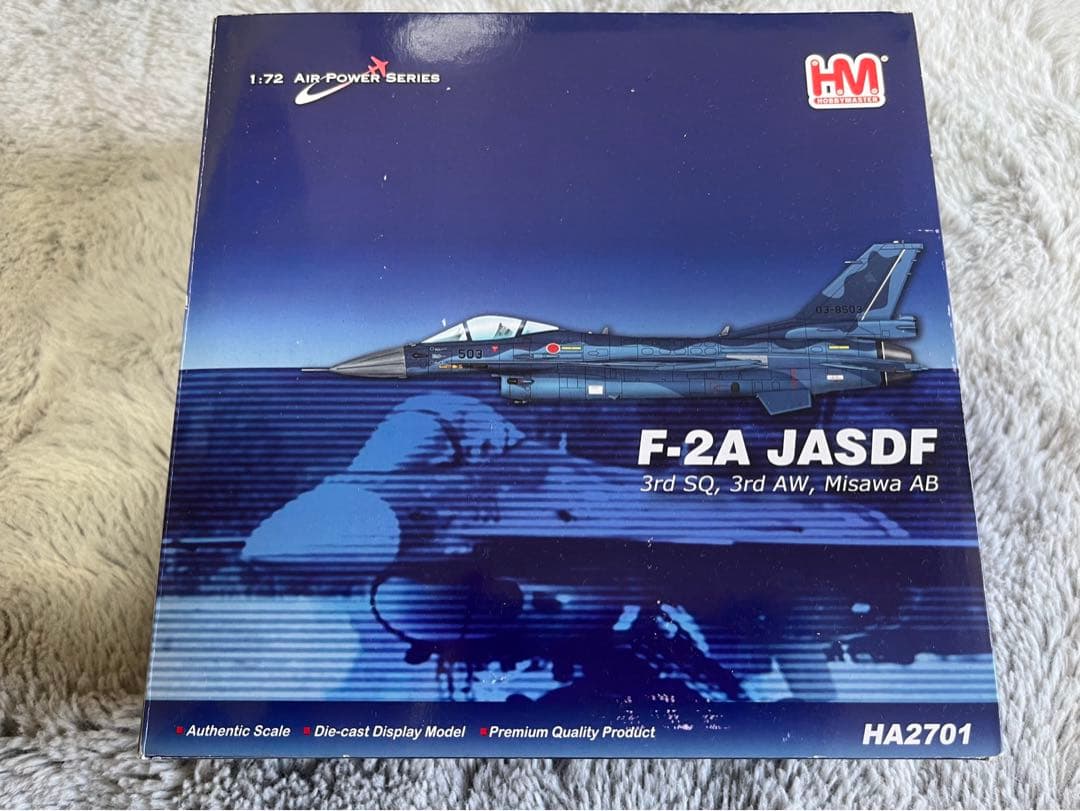 1:72 AIR POWER SERIES
HM
HOBBYMASTER
03-8503
503
F-2A JASDF
3rd SQ, 3rd AW, Misawa AB
Authentic Scale Die-cast Display Model Premium Quality Product
HA2701